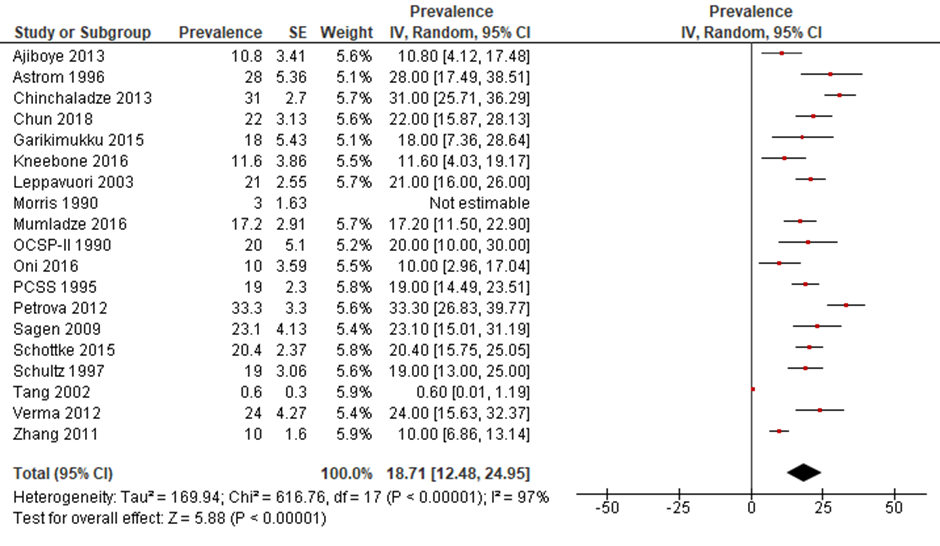 Prevalence Prevalence
Study or Subgroup Prevalence SE Weight IV, Random, 95% CI IV, Random, 95% CI
Ajiboye 2013 10.8 3.41 5.6% 10.80 [4.12, 17.48]
Astrom 1996 28 5.36 5.1% 28.00 [17.49, 38.51]
Chinchaladze 2013 31 2.7 5.7% 31.00 [25.71, 36.29]
Chun 2018 22 3.13 5.6% 22.00 [15.87, 28.13]
Garikimukku 2015 18 5.43 5.1% 18.00 [7.36, 28.64]
Kneebone 2016 11.6 3.86 5.5% 11.60 [4.03, 19.17]
Leppavuori 2003 21 2.55 5.7% 21.00 [16.00, 26.00]
Morris 1990 3 1.63 Not estimable
Mumladze 2016 17.2 2.91 5.7% 17.20 [11.50, 22.90]
OCSP-II 1990 20 5.1 5.2% 20.00 [10.00, 30.00]
Oni 2016 10 3.59 5.5% 10.00 [2.96, 17.04]
PCSS 1995 19 2.3 5.7% 19.00 [14.49, 23.51]
Petrova 2012 33.3 3.3 5.6% 33.30 [26.83, 39.77]
Sagen 2009 23.1 4.13 5.4% 23.10 [15.01, 31.19]
Schottke 2015 20.4 2.37 5.8% 20.40 [15.75, 25.05]
Schultz 1997 19 3.06 5.6% 19.00 [13.00, 25.00]
Tang 2002 0.6 0.3 5.9% 0.60 [0.01, 1.19]
Verma 2012 24 4.27 5.4% 24.00 [15.63, 32.37]
Zhang 2011 10 1.6 5.9% 10.00 [6.86, 13.14]
Total (95% CI) 100.0% 18.71 [12.48, 24.95]
Heterogeneity: Tau² = 169.94; Chi² = 616.76, df = 17 (P < 0.00001); I² = 97%
Test for overall effect: Z = 5.88 (P < 0.00001)
-50 -25 0 25 50